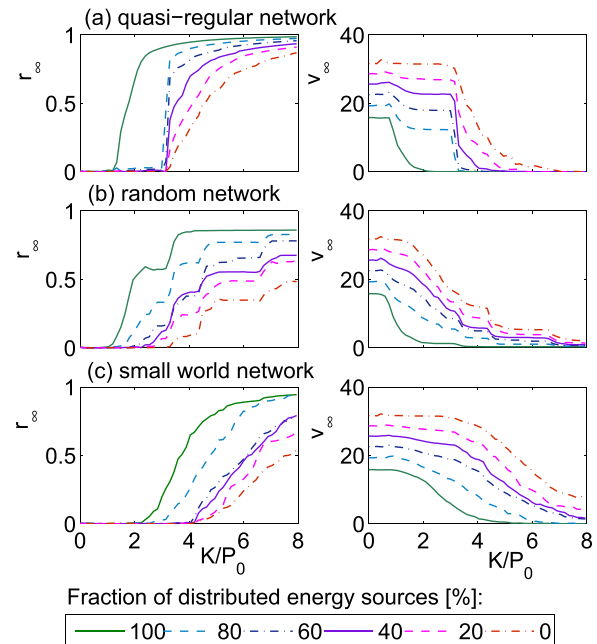 (a) quasi−regular network
r∞
1
0.5
0
v∞
40
20
0
(b) random network
r∞
1
0.5
0
v∞
40
20
0
(c) small world network
r∞
1
0.5
0
0 2 4 6 8
K/P0
v∞
40
20
0
0 2 4 6 8
K/P0
Fraction of distributed energy sources [%]:
100 80 60 40 20 0